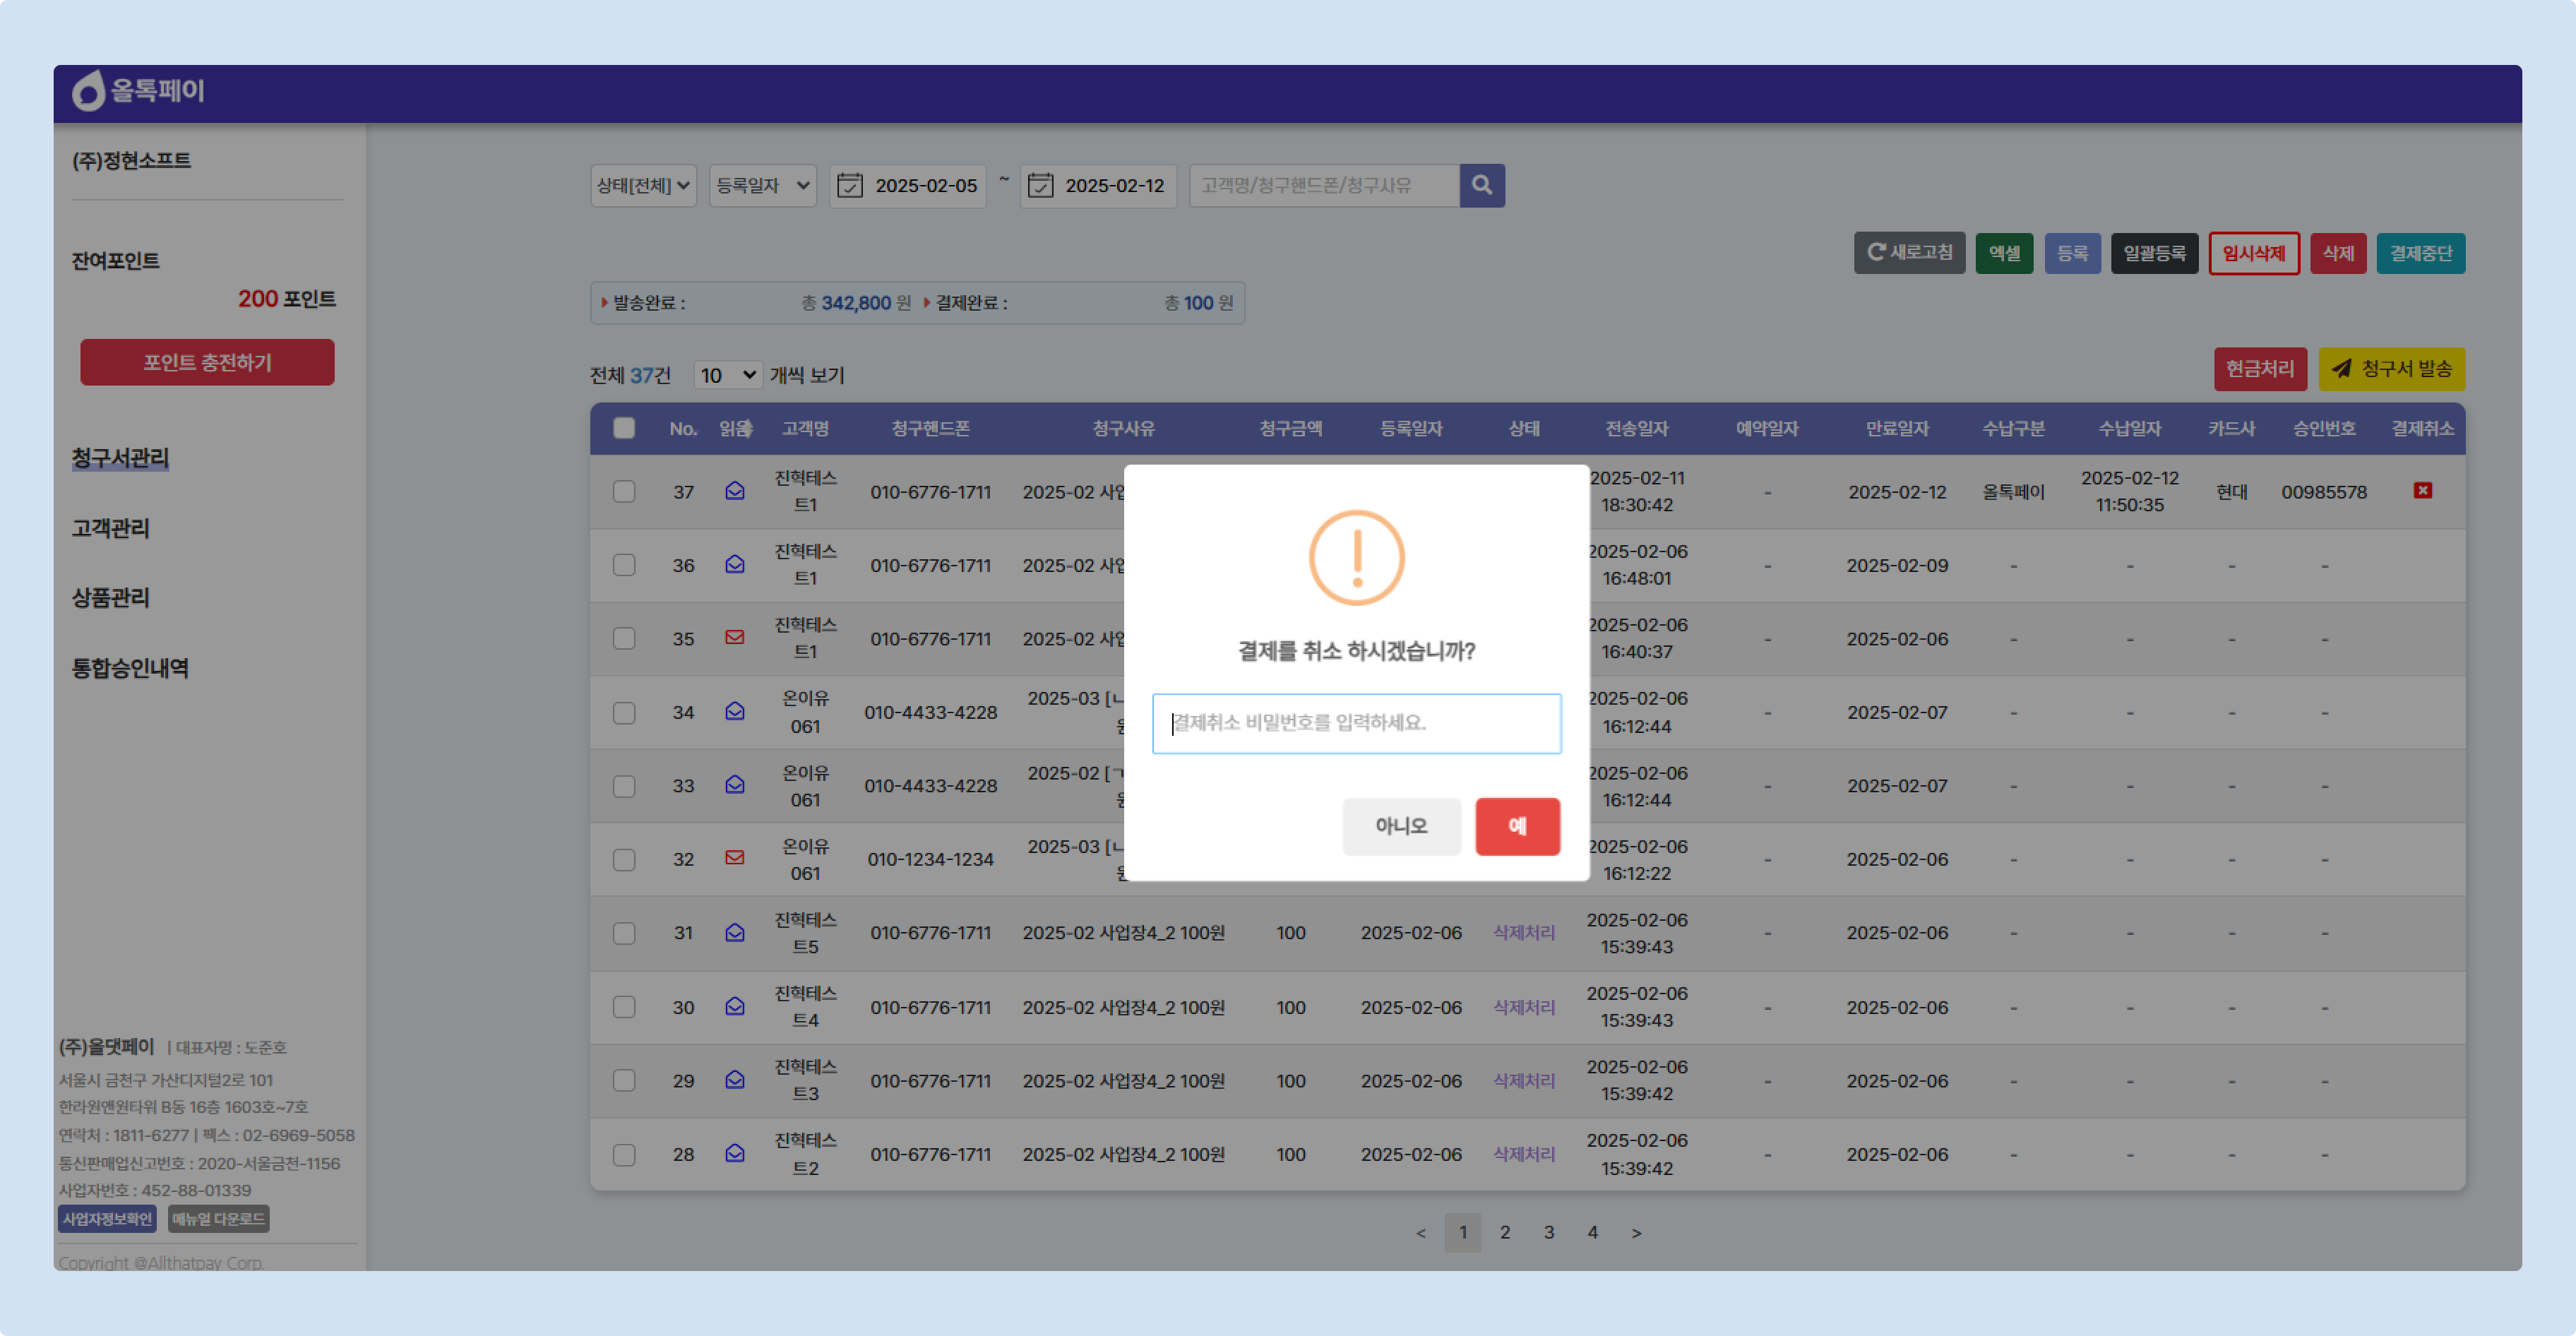 올톡페이
(주)정현소프트
잔여포인트
200 포인트
포인트 충전하기
청구서관리
고객관리
상품관리
통합승인내역
(주)올댓페이 | 대표자명 : 도준호
서울시 금천구 가산디지털2로 101
한라원앤원타워 B동 16층 1603호~7호
연락처 : 1811-6277 | 팩스 : 02-6969-5058
통신판매업신고번호 : 2020-서울금천-1156
사업자번호 : 452-88-01339
사업자정보확인 매뉴얼 다운로드
Copyright @Allthatpay Corp.
상태[전체] 등록일자 2025-02-05 ~ 2025-02-12 고객명/청구핸드폰/청구사유
새로고침 엑셀 등록 일괄등록 임시삭제 삭제 결제중단
발송완료 : 총 342,800 원 결제완료 : 총 100 원
전체 37건 10 개씩 보기
현금처리 청구서 발송
No. 읽음 고객명 청구핸드폰 청구사유 청구금액 등록일자 상태 전송일자 예약일자 만료일자 수납구분 수납일자 카드사 승인번호 결제취소
37 진혁테스트1 010-6776-1711 2025-02 사업 2025-02-11 18:30:42 - 2025-02-12 올톡페이 2025-02-12 11:50:35 현대 00985578
36 진혁테스트1 010-6776-1711 2025-02 사업 2025-02-06 16:48:01 - 2025-02-09 - - - -
35 진혁테스트1 010-6776-1711 2025-02 사업 2025-02-06 16:40:37 - 2025-02-06 - - - -
34 온이유061 010-4433-4228 2025-03 [ 2025-02-06 16:12:44 - 2025-02-07 - - - -
33 온이유061 010-4433-4228 2025-02 [ 2025-02-06 16:12:44 - 2025-02-07 - - - -
32 온이유061 010-1234-1234 2025-03 [ 2025-02-06 16:12:22 - 2025-02-06 - - - -
31 진혁테스트5 010-6776-1711 2025-02 사업장4_2 100원 100 2025-02-06 삭제처리 2025-02-06 15:39:43 - 2025-02-06 - - - -
30 진혁테스트4 010-6776-1711 2025-02 사업장4_2 100원 100 2025-02-06 삭제처리 2025-02-06 15:39:43 - 2025-02-06 - - - -
29 진혁테스트3 010-6776-1711 2025-02 사업장4_2 100원 100 2025-02-06 삭제처리 2025-02-06 15:39:42 - 2025-02-06 - - - -
28 진혁테스트2 010-6776-1711 2025-02 사업장4_2 100원 100 2025-02-06 삭제처리 2025-02-06 15:39:42 - 2025-02-06 - - - -
< 1 2 3 4 >
결제를 취소 하시겠습니까?
결제취소 비밀번호를 입력하세요.
아니오 예